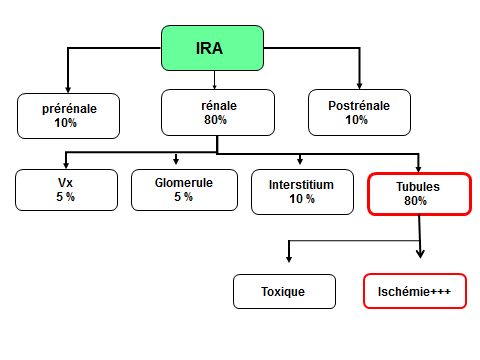 IRA
prérénale
10%
rénale
80%
Postrénale
10%
Vx
5 %
Glomerule
5 %
Interstitium
10 %
Tubules
80%
Toxique
Ischémie+++